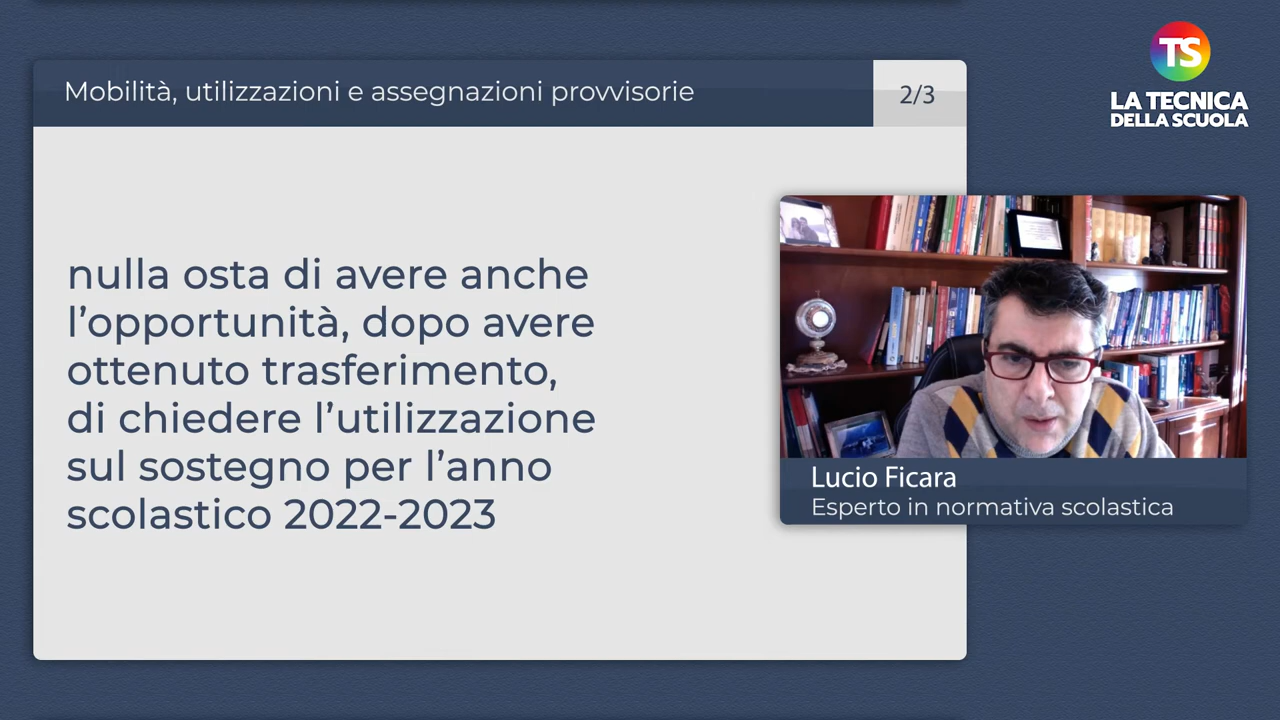 Mobilità, utilizzazioni e assegnazioni provvisorie
2/3
TS
LA TECNICA
DELLA SCUOLA
nulla osta di avere anche
l’opportunità, dopo avere
ottenuto trasferimento,
di chiedere l’utilizzazione
sul sostegno per l’anno
scolastico 2022-2023
Lucio Ficara
Esperto in normativa scolastica